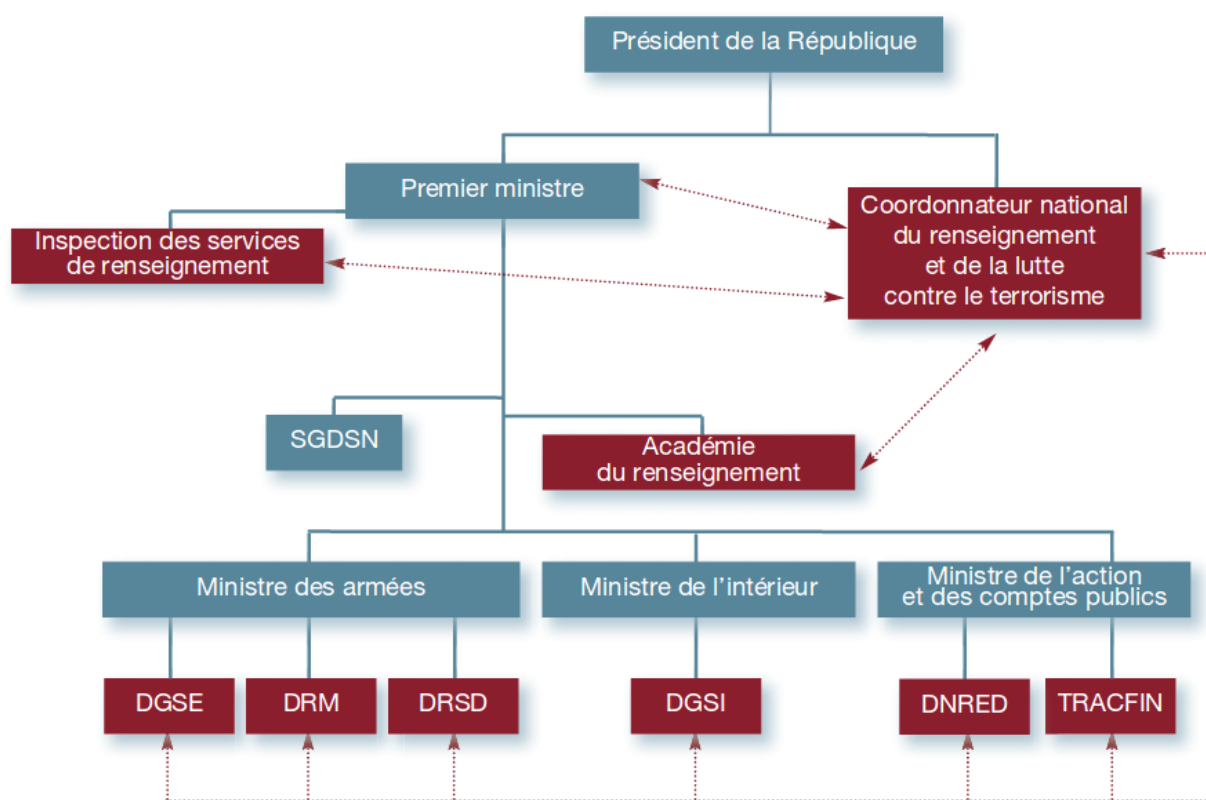 Président de la République
Premier ministre
Coordonnateur national
du renseignement
et de la lutte
contre le terrorisme
Inspection des services
de renseignement
SGDSN
Académie
du renseignement
Ministre des armées
Ministre de l'intérieur
Ministre de l'action
et des comptes publics
DGSE
DRM
DRSD
DGSI
DNRED
TRACFIN